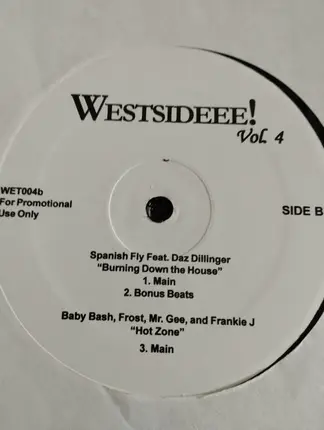 WESTSIDEEE!
Vol. 4
WET004b
For Promotional
Use Only
SIDE B
Spanish Fly Feat. Daz Dillinger
“Burning Down the House”
1. Main
2. Bonus Beats
Baby Bash, Frost, Mr. Gee, and Frankie J
“Hot Zone”
3. Main